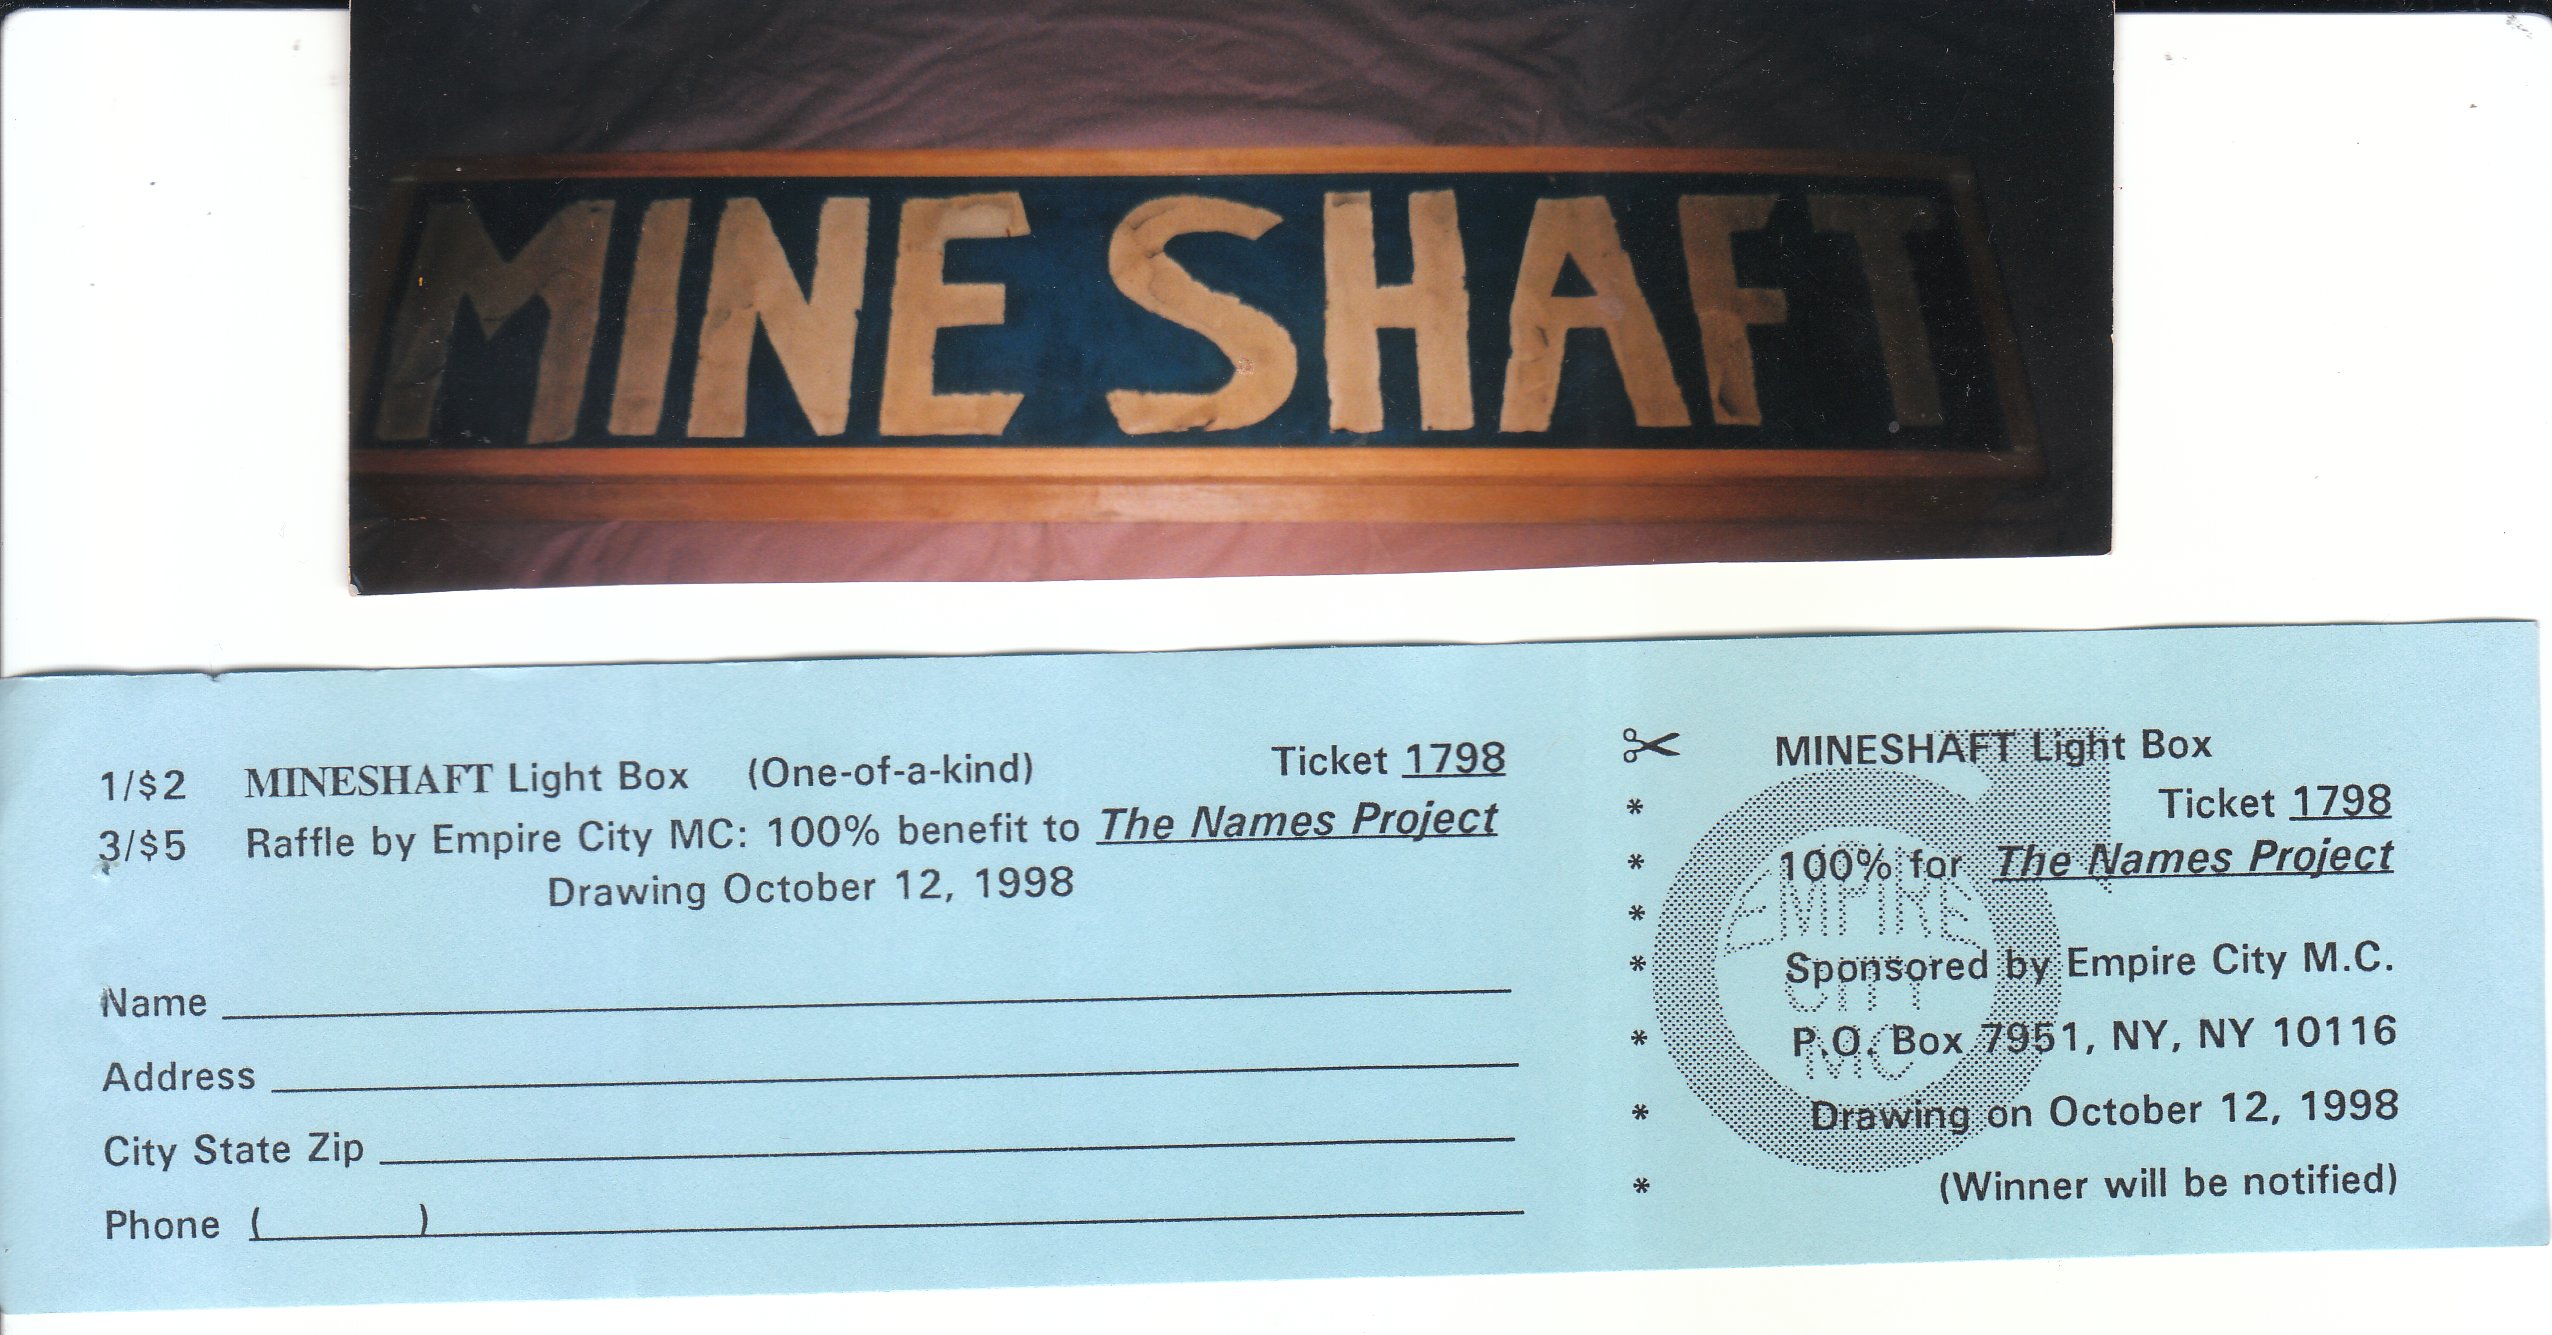 MINESHAFT
1/$2 MINESHAFT Light Box (One-of-a-kind) Ticket 1798
3/$5 Raffle by Empire City MC: 100% benefit to The Names Project
Drawing October 12, 1998
Name
Address
City State Zip
Phone ( )
MINESHAFT Light Box
Ticket 1798
100% for The Names Project
Sponsored by Empire City M.C.
P.O. Box 7951, NY, NY 10116
Drawing on October 12, 1998
(Winner will be notified)
EMPIRE
CITY
MC